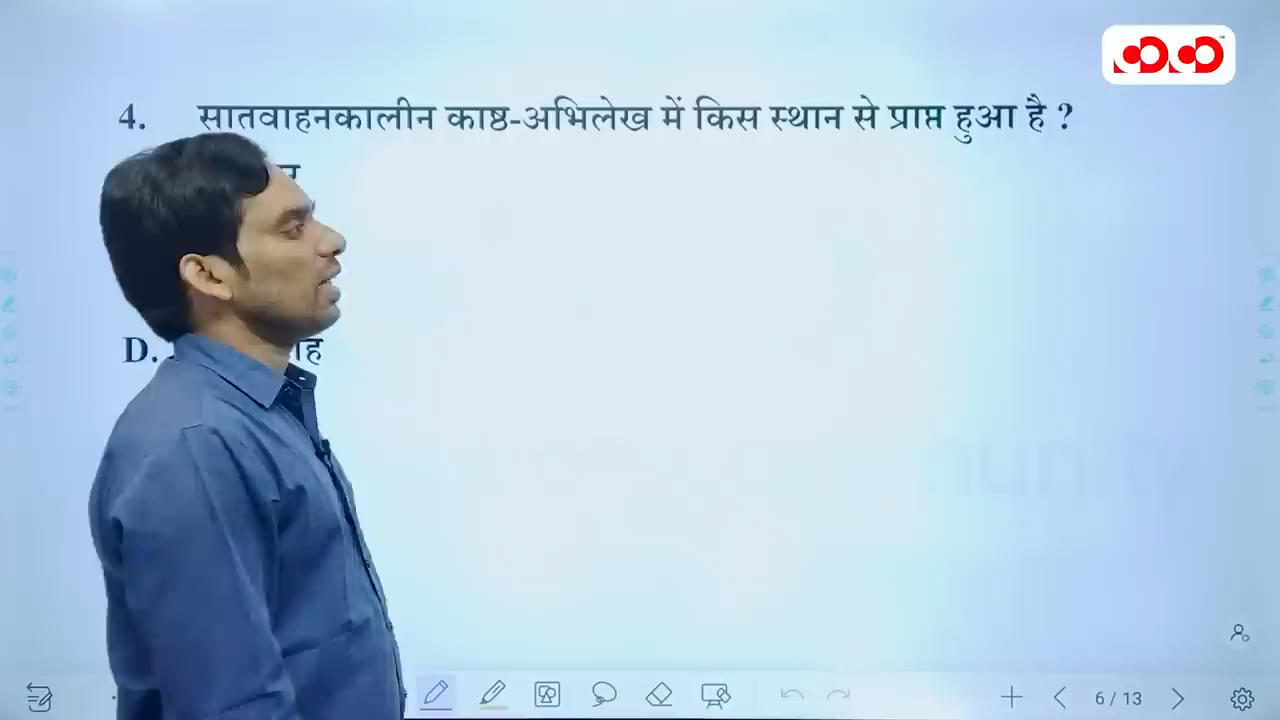 4. सातवाहनकालीन काष्ठ-अभिलेख में किस स्थान से प्राप्त हुआ है ?
D.
6 / 13